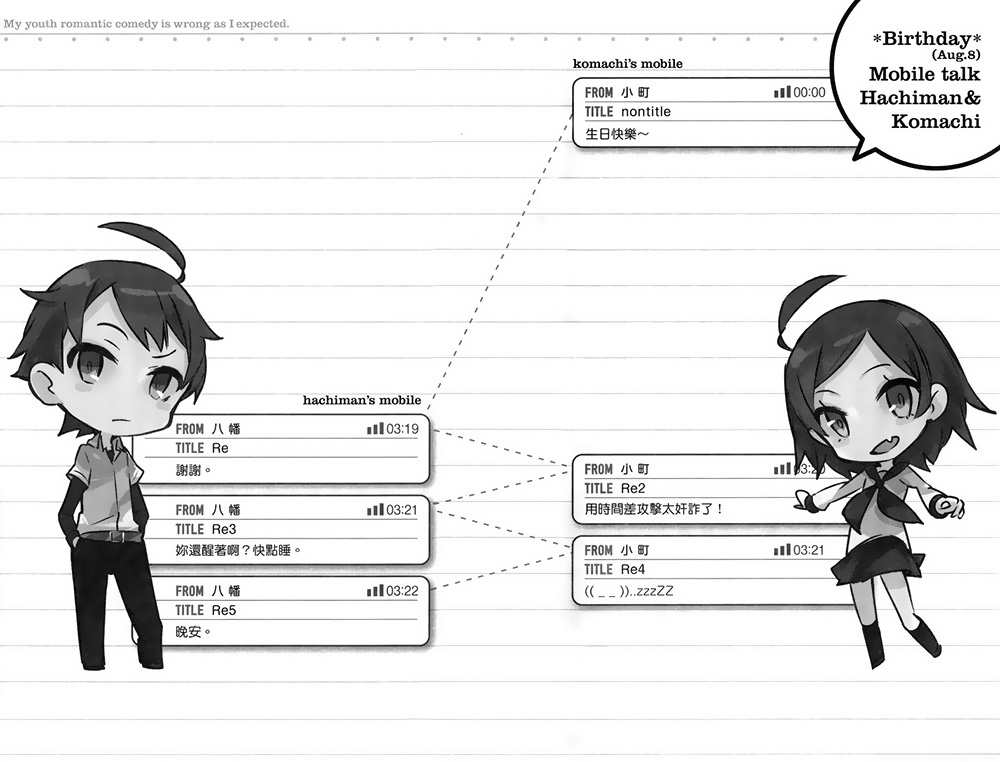 My youth romantic comedy is wrong as I expected.
*Birthday*
(Aug.8)
Mobile talk
Hachiman&
Komachi
komachi's mobile
FROM 小町 00:00
TITLE nontitle
生日快樂～
hachiman's mobile
FROM 八幡 03:19
TITLE Re
謝謝。
FROM 小町 03:20
TITLE Re2
用時間差攻擊太奸詐了！
FROM 八幡 03:21
TITLE Re3
妳還醒著啊？快點睡。
FROM 小町 03:21
TITLE Re4
(( _ _ ))..zzzZZ
FROM 八幡 03:22
TITLE Re5
晚安。